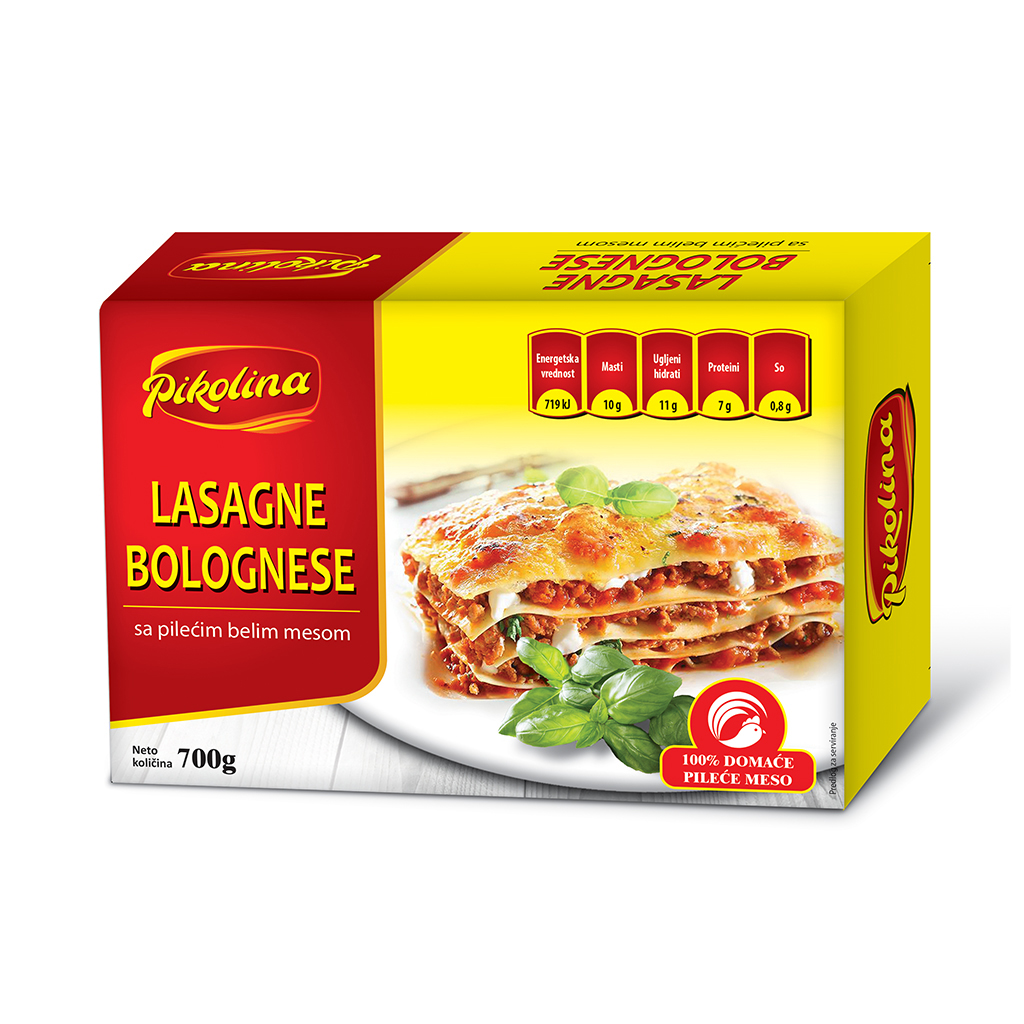 Pikolina
sa pilećim belim mesom
LASAGNE
BOLOGNESE
Pikolina
LASAGNE
BOLOGNESE
sa pilećim belim mesom
Energetska
vrednost
719 kJ
Masti
10 g
Ugljeni
hidrati
11 g
Proteini
7 g
So
0,8 g
Pikolina
Neto
količina 700g
100% DOMAĆE
PILEĆE MESO
Predlog za serviranje